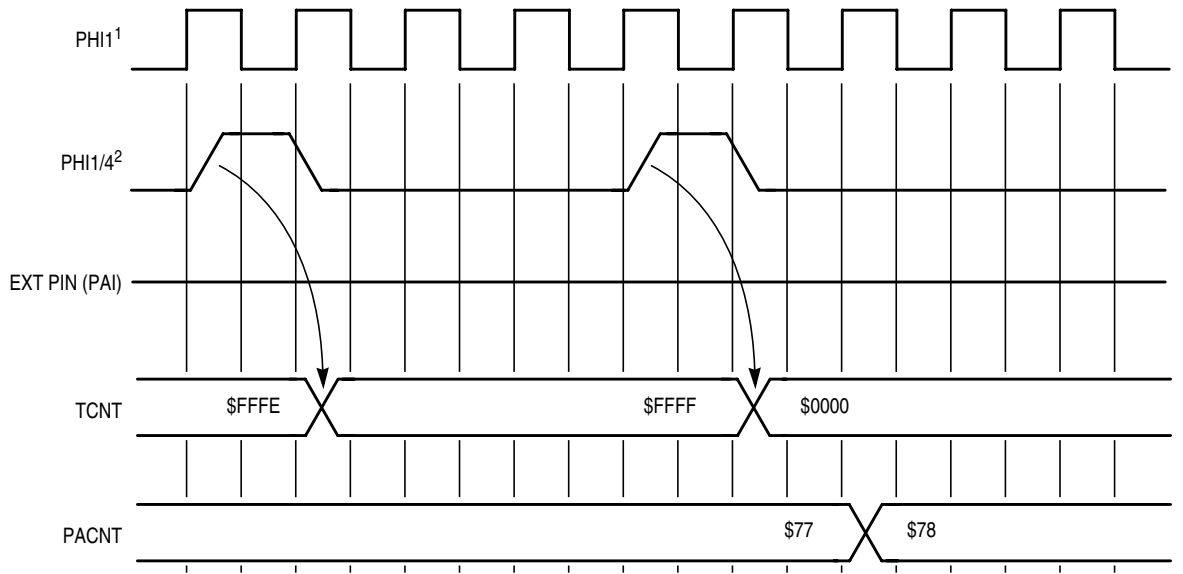 PHI1¹
PHI1/4²
EXT PIN (PAI)
TCNT $FFFE $FFFF $0000
PACNT $77 $78